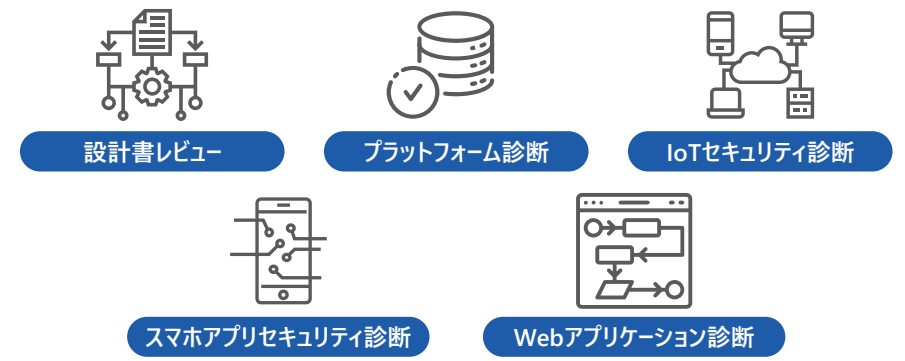 設計書レビュー
プラットフォーム診断
IoTセキュリティ診断
スマホアプリセキュリティ診断
Webアプリケーション診断